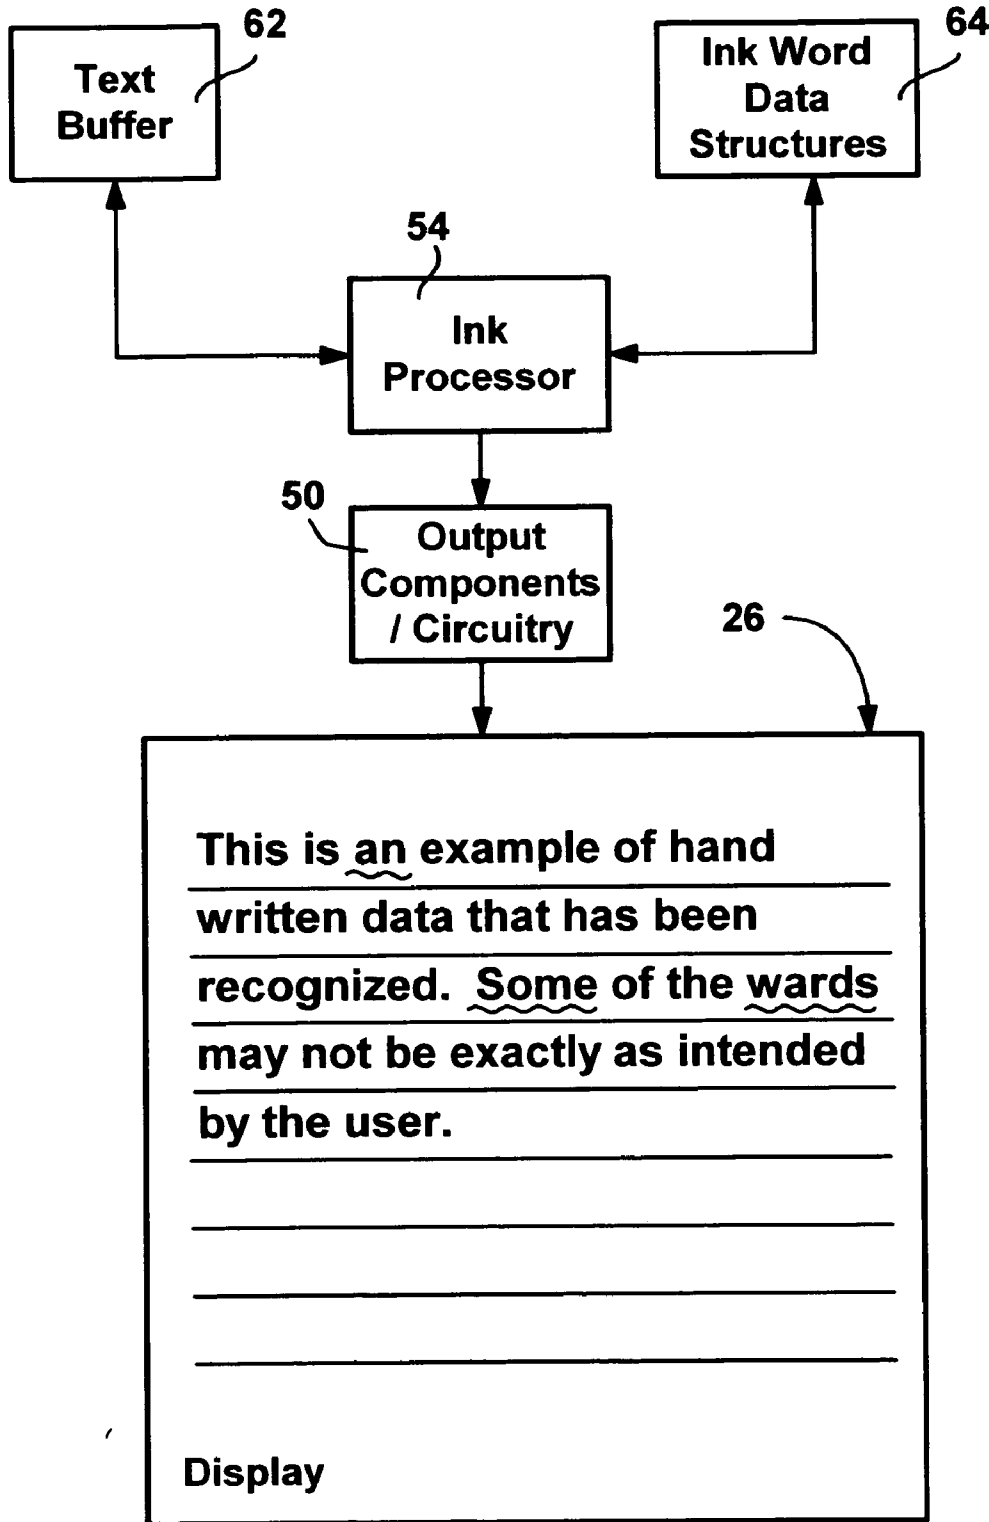 62
64
Text
Buffer
Ink Word
Data
Structures
54
Ink
Processor
50
Output
Components
/ Circuitry
26
This is an example of hand
written data that has been
recognized. Some of the wards
may not be exactly as intended
by the user.
Display